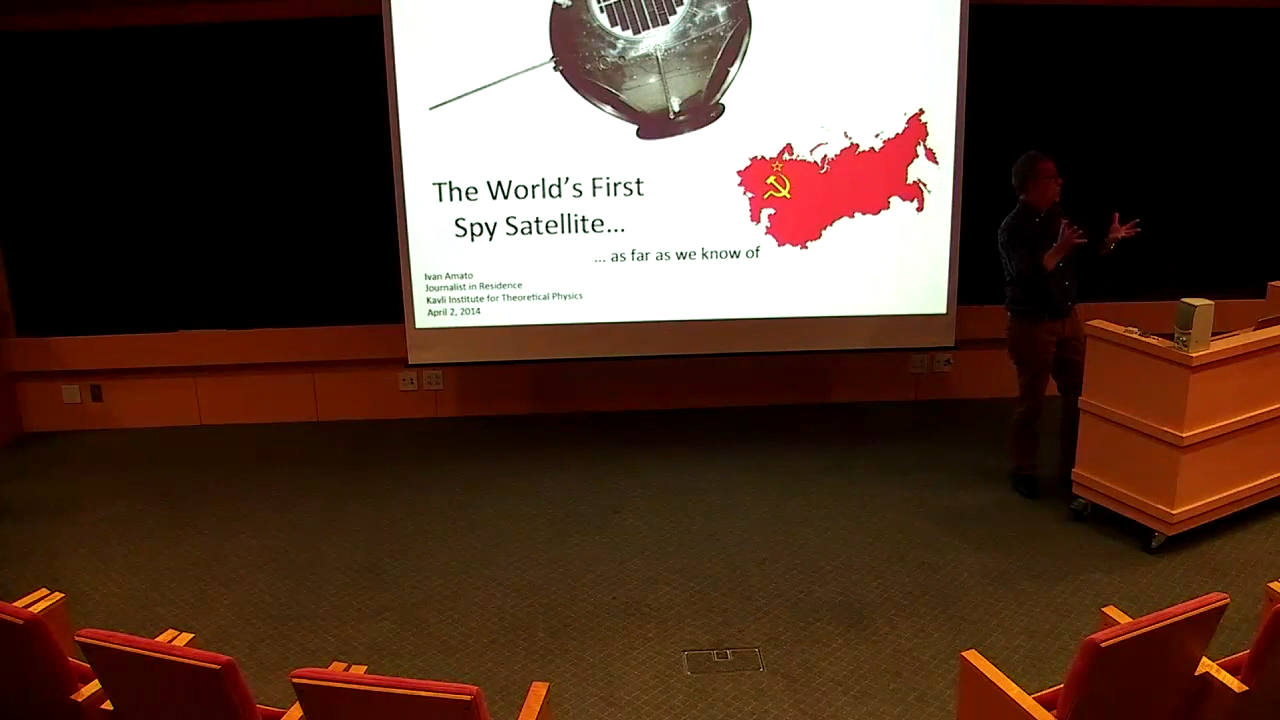 The World's First
Spy Satellite...
... as far as we know of
Ivan Amato
Journalist in Residence
Kavli Institute for Theoretical Physics
April 2, 2014